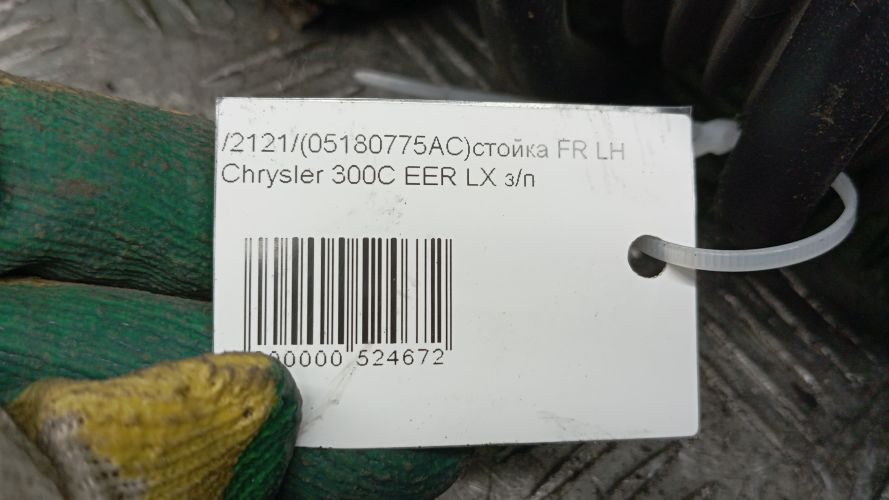 /2121/(05180775AC)стойка FR LH
Chrysler 300C EER LX з/п
00000 524672